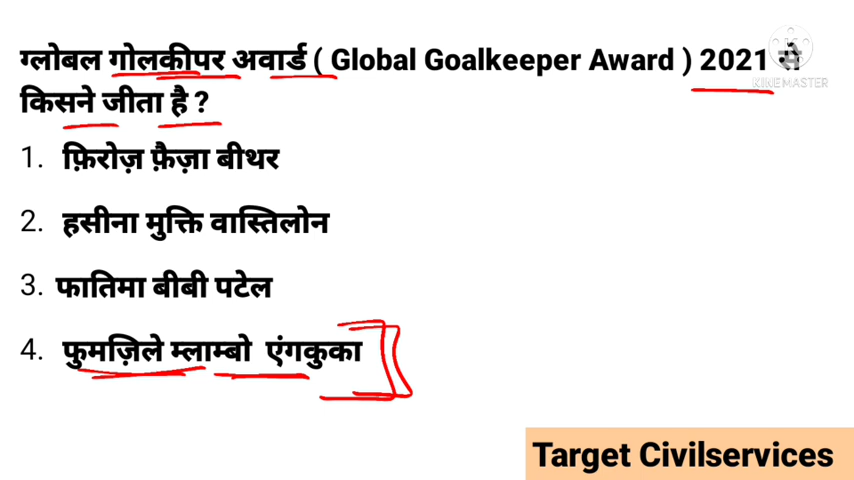 ग्लोबल गोलकीपर अवार्ड ( Global Goalkeeper Award ) 2021 से
KINEMASTER
किसने जीता है ?
1. फ़िरोज़ फ़ैज़ा बीथर
2. हसीना मुक्ति वास्तिलोन
3. फातिमा बीबी पटेल
4. फुमज़िले म्लाम्बो एंगकुका
Target Civilservices